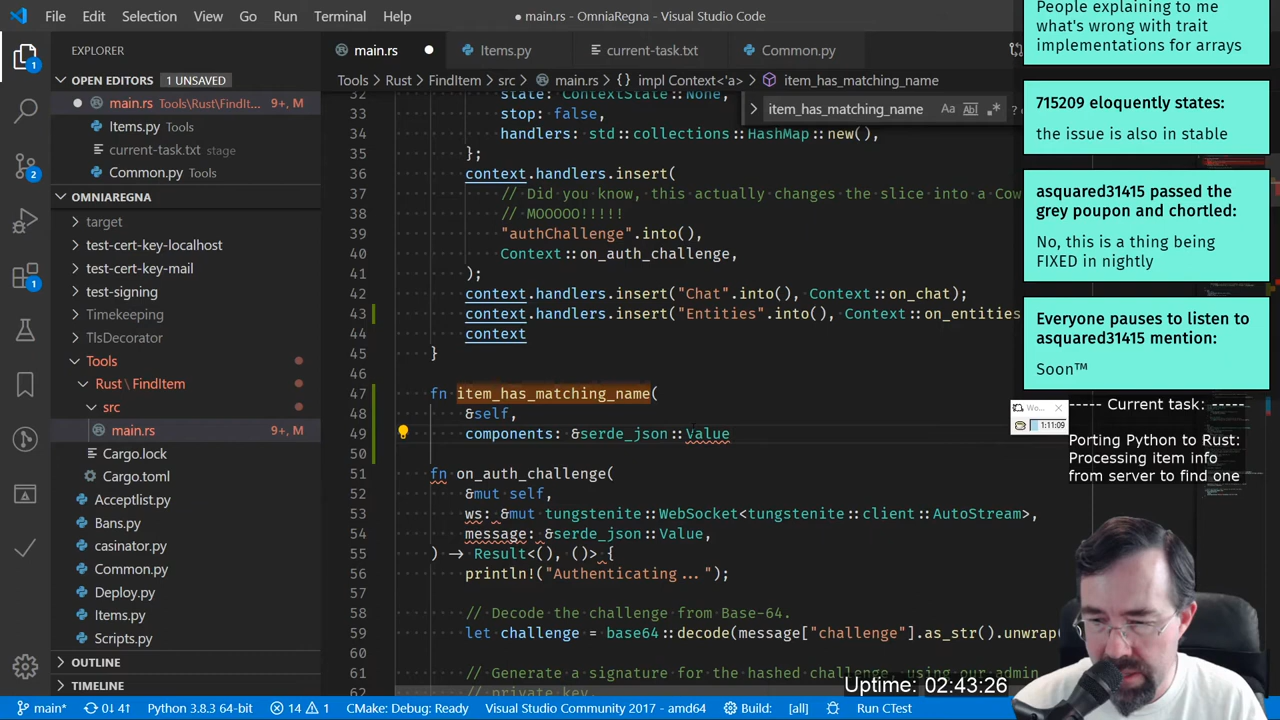 File Edit Selection View Go Run Terminal Help
● main.rs - OmniaRegna - Visual Studio Code
EXPLORER
OPEN EDITORS 1 UNSAVED
main.rs Tools\Rust\FindIt... 9+, M
Items.py Tools
current-task.txt stage
Common.py Tools
OMNIAREGNA
target
test-cert-key-localhost
test-cert-key-mail
test-signing
Timekeeping
TlsDecorator
Tools
Rust \ FindItem
src
main.rs 9+, M
Cargo.lock
Cargo.toml
Acceptlist.py
Bans.py
casinator.py
Common.py
Deploy.py
Items.py
Scripts.py
OUTLINE
TIMELINE
1
2
1
main.rs
Items.py
current-task.txt
Common.py
Tools > Rust > FindItem > src > main.rs > {} impl Context<'a> > item_has_matching_name
item_has_matching_name Aa Abl .*
32 state: ContextState::None,
33 stop: false,
34 handlers: std::collections::HashMap::new(),
35 };
36 context.handlers.insert(
37 // Did you know, this actually changes the slice into a Cow
38 // MOOOOO!!!!!
39 "authChallenge".into(),
40 Context::on_auth_challenge,
41 );
42 context.handlers.insert("Chat".into(), Context::on_chat);
43 context.handlers.insert("Entities".into(), Context::on_entities
44 context
45 }
46
47 fn item_has_matching_name(
48 &self,
49 components: &serde_json::Value
50
51 fn on_auth_challenge(
52 &mut self,
53 ws: &mut tungstenite::WebSocket<tungstenite::client::AutoStream>,
54 message: &serde_json::Value,
55 ) → Result<(), ()> {
56 println!("Authenticating...");
57
58 // Decode the challenge from Base-64.
59 let challenge = base64::decode(message["challenge"].as_str().unwrap(
60
61 // Generate a signature for the hashed challenge, using our admin
62 // private key.
People explaining to me
what's wrong with trait
implementations for arrays
715209 eloquently states:
the issue is also in stable
asquared31415 passed the
grey poupon and chortled:
No, this is a thing being
FIXED in nightly
Everyone pauses to listen to
asquared31415 mention:
Soon™
Wo...
1:11:09
----- Current task: -----
Porting Python to Rust:
Processing item info
from server to find one
Uptime: 02:43:26
main* 0↓ 4↑ Python 3.8.3 64-bit 14 1 CMake: Debug: Ready Visual Studio Community 2017 - amd64 Build: [all] Run CTest